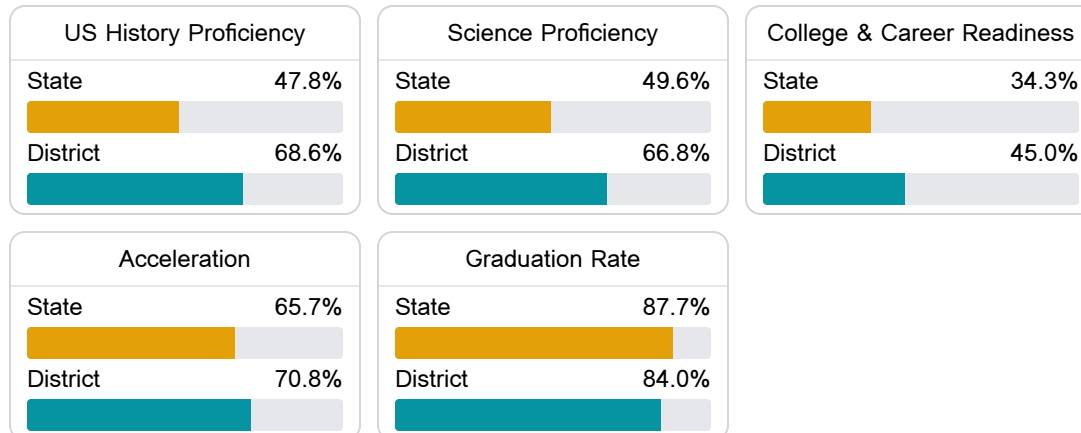 US History Proficiency
State 47.8%
District 68.6%
Science Proficiency
State 49.6%
District 66.8%
College & Career Readiness
State 34.3%
District 45.0%
Acceleration
State 65.7%
District 70.8%
Graduation Rate
State 87.7%
District 84.0%